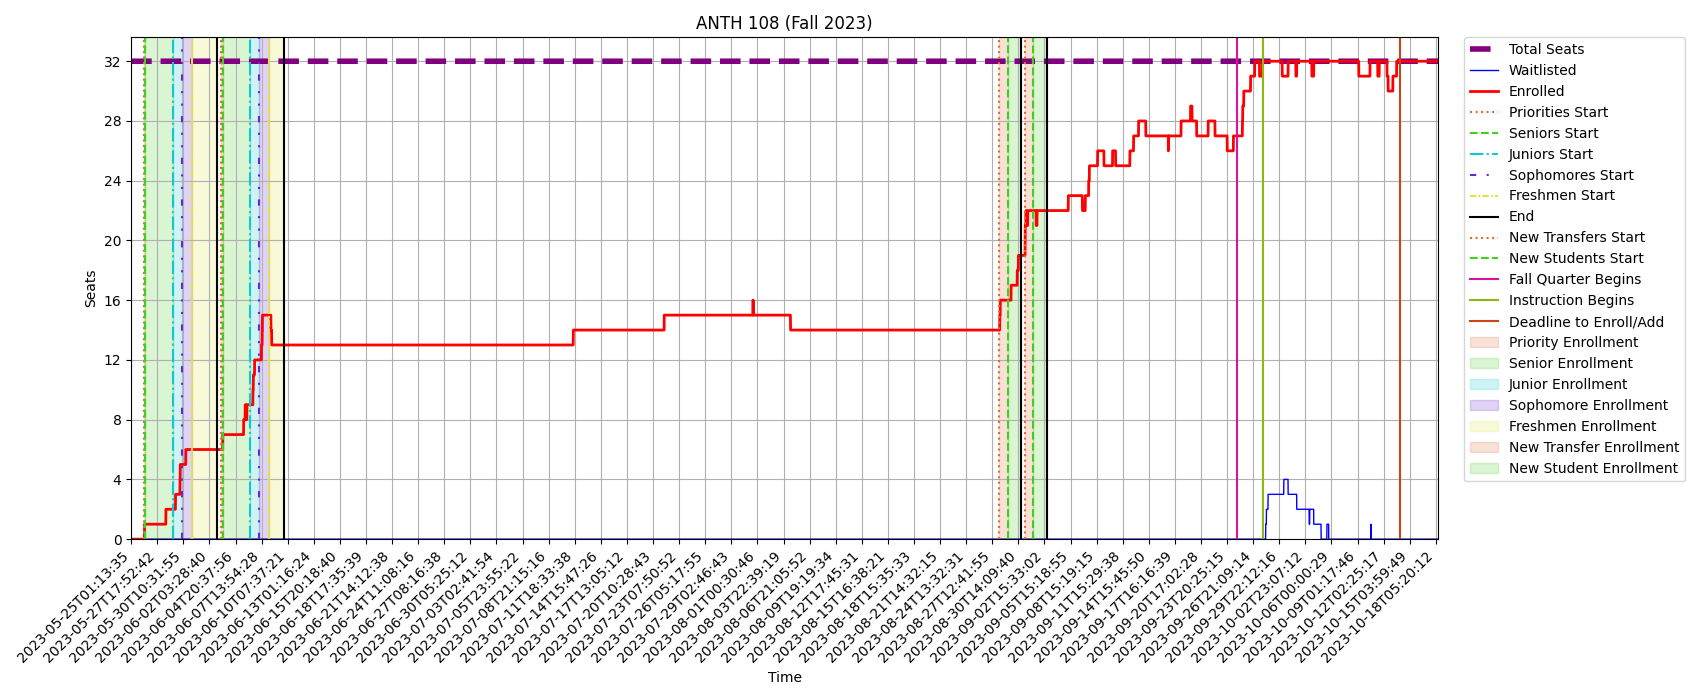 ANTH 108 (Fall 2023)
Seats
32
28
24
20
16
12
8
4
0
2023-05-25T01:13:35
2023-05-27T17:52:42
2023-05-30T10:31:55
2023-06-02T03:28:40
2023-06-04T20:37:56
2023-06-07T13:54:28
2023-06-10T07:37:21
2023-06-13T01:16:24
2023-06-15T20:18:40
2023-06-18T17:35:39
2023-06-21T14:12:38
2023-06-24T11:08:16
2023-06-27T08:16:38
2023-06-30T05:25:12
2023-07-03T02:41:54
2023-07-05T23:55:22
2023-07-08T21:15:16
2023-07-11T18:33:38
2023-07-14T15:47:26
2023-07-17T13:05:12
2023-07-20T10:28:43
2023-07-23T07:50:52
2023-07-26T05:17:55
2023-07-29T02:46:43
2023-08-01T00:30:46
2023-08-03T22:39:19
2023-08-06T21:05:52
2023-08-09T19:19:34
2023-08-12T17:45:31
2023-08-15T16:38:21
2023-08-18T15:35:33
2023-08-21T14:32:15
2023-08-24T13:32:31
2023-08-27T12:41:55
2023-08-30T14:09:40
2023-09-02T15:33:02
2023-09-05T15:18:55
2023-09-08T15:19:15
2023-09-11T15:29:38
2023-09-14T15:45:50
2023-09-17T16:16:39
2023-09-20T17:02:28
2023-09-23T20:25:15
2023-09-26T21:09:14
2023-09-29T22:12:16
2023-10-02T23:07:12
2023-10-06T00:00:29
2023-10-09T01:17:46
2023-10-12T02:25:17
2023-10-15T03:59:49
2023-10-18T05:20:12
Time
Total Seats
Waitlisted
Enrolled
Priorities Start
Seniors Start
Juniors Start
Sophomores Start
Freshmen Start
End
New Transfers Start
New Students Start
Fall Quarter Begins
Instruction Begins
Deadline to Enroll/Add
Priority Enrollment
Senior Enrollment
Junior Enrollment
Sophomore Enrollment
Freshmen Enrollment
New Transfer Enrollment
New Student Enrollment